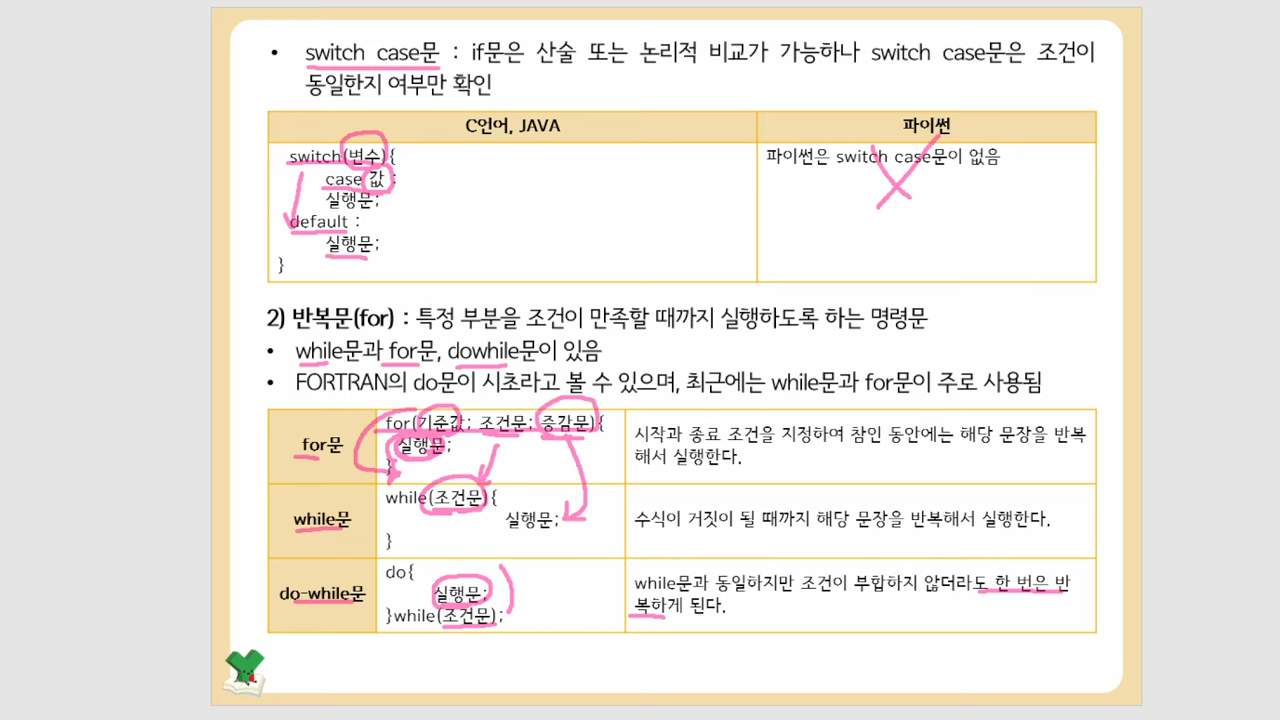 • switch case문 : if문은 산술 또는 논리적 비교가 가능하나 switch case문은 조건이
동일한지 여부만 확인
C언어, JAVA
파이썬
switch(변수){
case 값 :
실행문;
default :
실행문;
}
파이썬은 switch case문이 없음
2) 반복문(for) : 특정 부분을 조건이 만족할 때까지 실행하도록 하는 명령문
• while문과 for문, dowhile문이 있음
• FORTRAN의 do문이 시초라고 볼 수 있으며, 최근에는 while문과 for문이 주로 사용됨
for문
for(기준값; 조건문; 증감문){
실행문;
}
시작과 종료 조건을 지정하여 참인 동안에는 해당 문장을 반복
해서 실행한다.
while문
while(조건문){
실행문;
}
수식이 거짓이 될 때까지 해당 문장을 반복해서 실행한다.
do-while문
do{
실행문;
}while(조건문);
while문과 동일하지만 조건이 부합하지 않더라도 한 번은 반
복하게 된다.